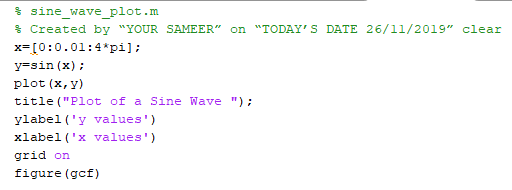 % sine_wave_plot.m
% Created by “YOUR SAMEER” on “TODAY’S DATE 26/11/2019” clear
x=[0:0.01:4*pi];
y=sin(x);
plot(x,y)
title("Plot of a Sine Wave ");
ylabel('y values')
xlabel('x values')
grid on
figure(gcf)